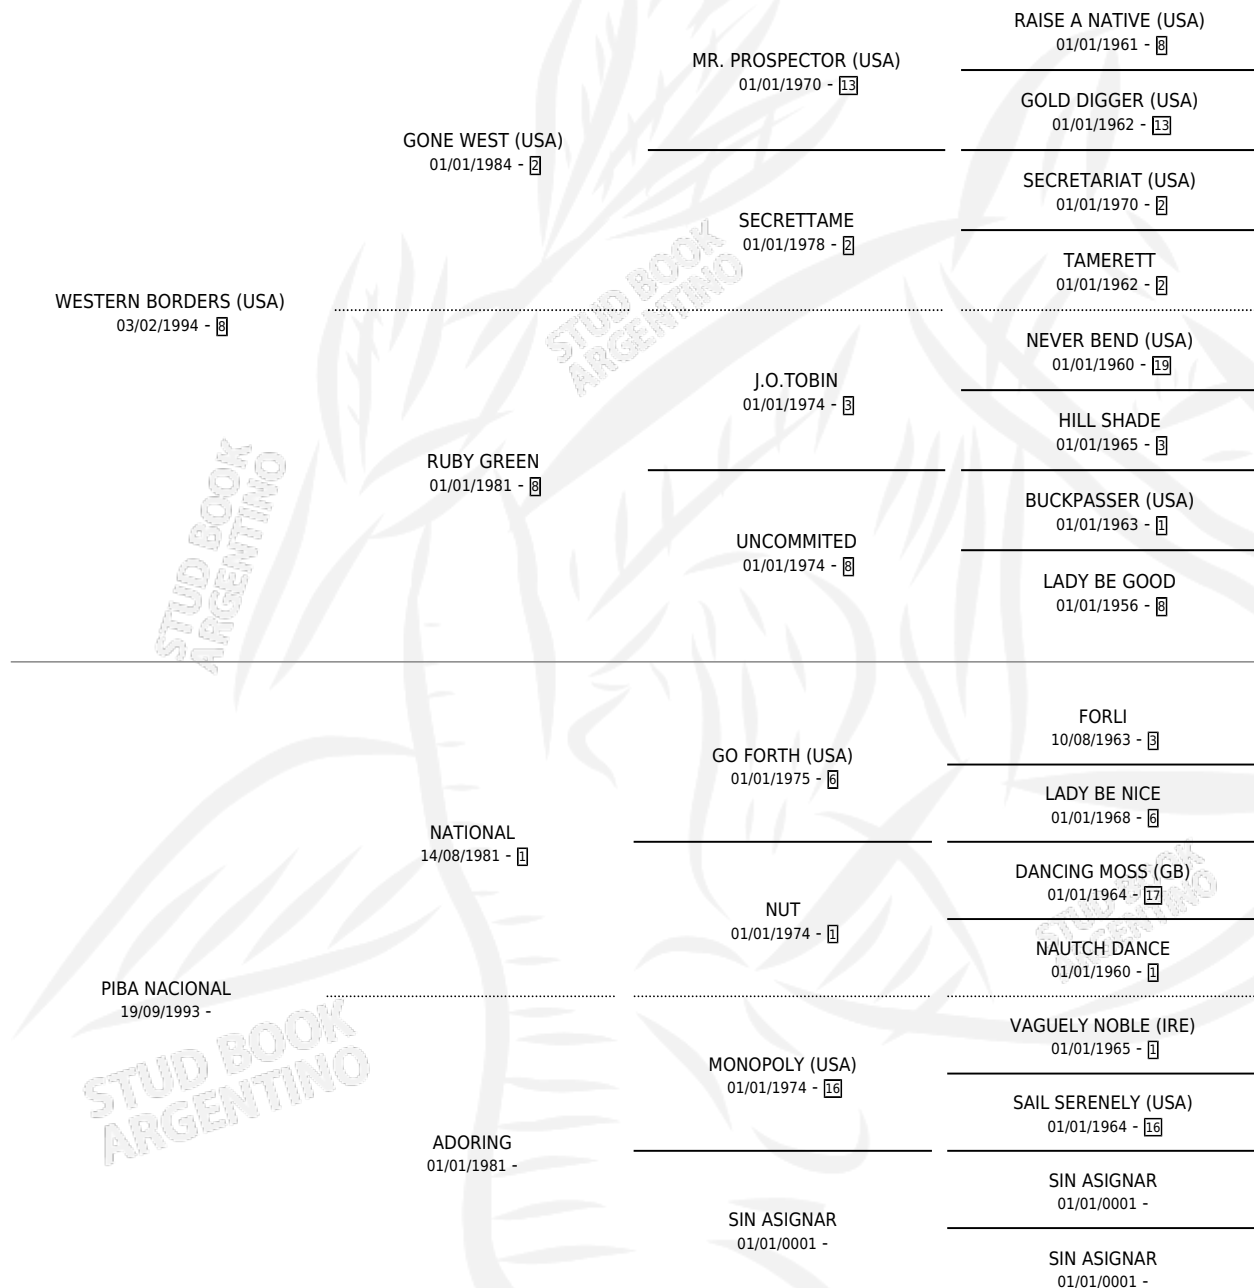 RAISE A NATIVE (USA)
01/01/1961 - 8
MR. PROSPECTOR (USA)
01/01/1970 - 13
GOLD DIGGER (USA)
01/01/1962 - 13
GONE WEST (USA)
01/01/1984 - 2
SECRETARIAT (USA)
01/01/1970 - 2
SECRETTAME
01/01/1978 - 2
TAMERETT
01/01/1962 - 2
WESTERN BORDERS (USA)
03/02/1994 - 8
NEVER BEND (USA)
01/01/1960 - 19
J.O.TOBIN
01/01/1974 - 3
HILL SHADE
01/01/1965 - 3
RUBY GREEN
01/01/1981 - 8
BUCKPASSER (USA)
01/01/1963 - 1
UNCOMMITED
01/01/1974 - 8
LADY BE GOOD
01/01/1956 - 8
FORLI
10/08/1963 - 3
GO FORTH (USA)
01/01/1975 - 6
LADY BE NICE
01/01/1968 - 6
NATIONAL
14/08/1981 - 1
DANCING MOSS (GB)
01/01/1964 - 17
NUT
01/01/1974 - 1
NAUTCH DANCE
01/01/1960 - 1
PIBA NACIONAL
19/09/1993 -
VAGUELY NOBLE (IRE)
01/01/1965 - 1
MONOPOLY (USA)
01/01/1974 - 16
SAIL SERENELY (USA)
01/01/1964 - 16
ADORING
01/01/1981 -
SIN ASIGNAR
01/01/0001 -
SIN ASIGNAR
01/01/0001 -
SIN ASIGNAR
01/01/0001 -
STUD BOOK
ARGENTINO
STUD BOOK
ARGENTINO
STUD BOOK
ARGENTINO
STUD BOOK
ARGENTINO